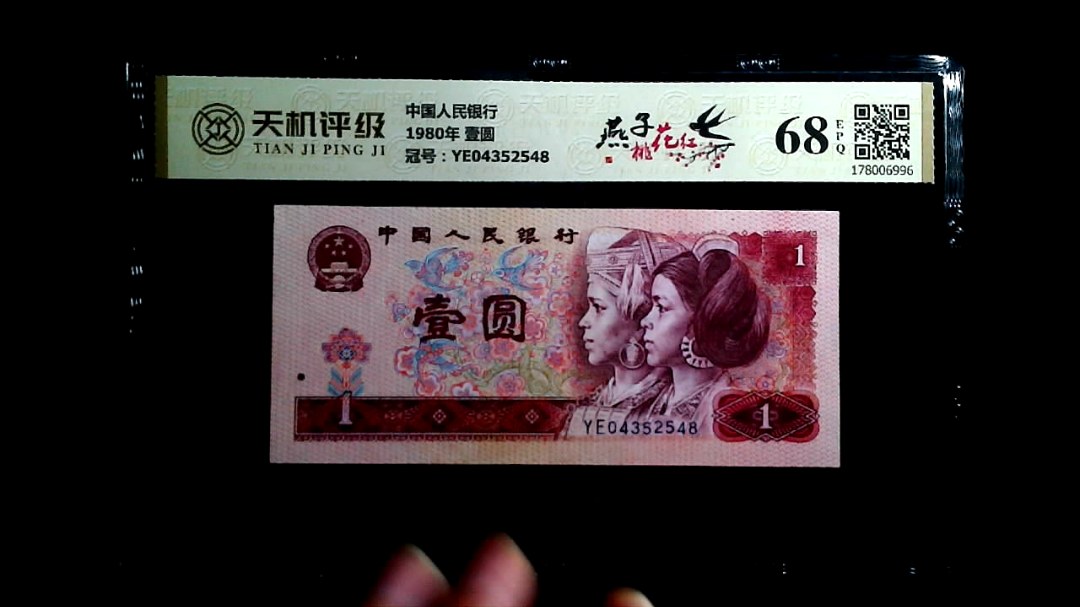 天机评级
TIAN JI PING JI
中国人民银行
1980年 壹圆
冠号：YE04352548
燕子
桃花红
68
EPQ
178006996
中国人民银行
1
壹圆
1
YE04352548
1